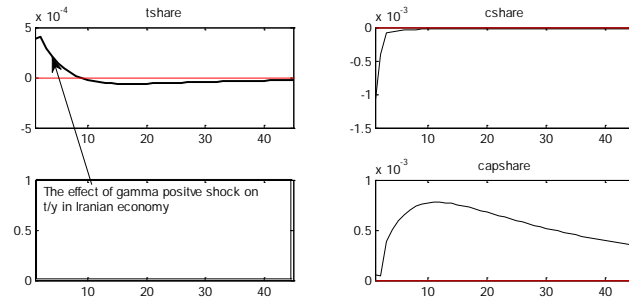 tshare
x 10^-4
5
0
-5
10 20 30 40
cshare
x 10^-3
0
-0.5
-1
-1.5
10 20 30 40
The effect of gamma positve shock on
t/y in Iranian economy
1
0.5
0
10 20 30 40
capshare
x 10^-3
1
0.5
0
10 20 30 40